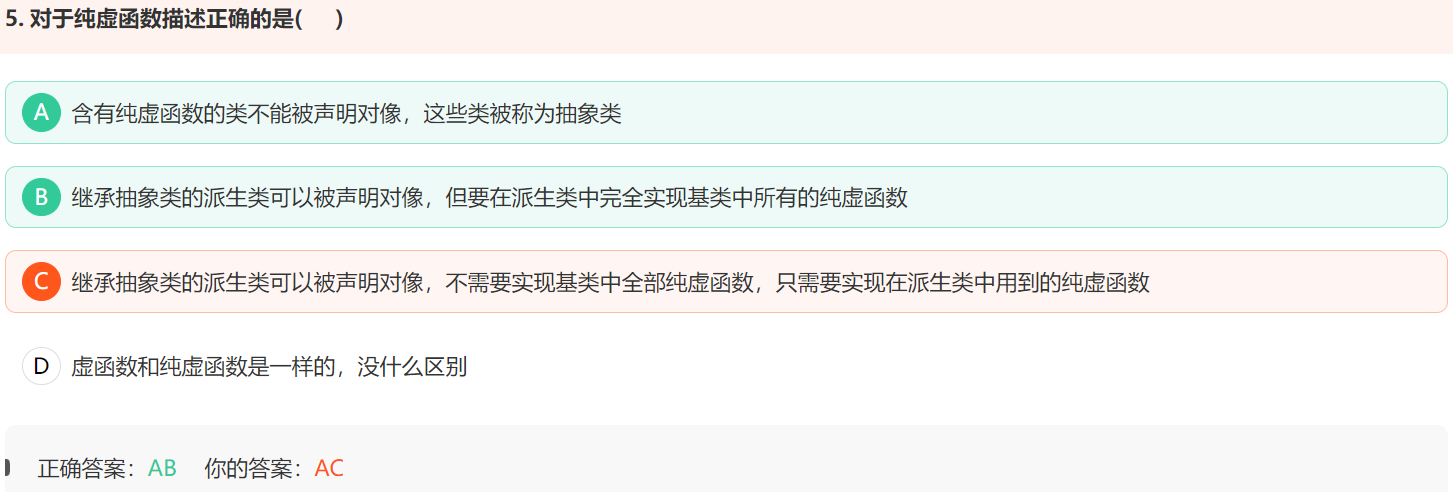 5. 对于纯虚函数描述正确的是( )
A 含有纯虚函数的类不能被声明对像，这些类被称为抽象类
B 继承抽象类的派生类可以被声明对像，但要在派生类中完全实现基类中所有的纯虚函数
C 继承抽象类的派生类可以被声明对像，不需要实现基类中全部纯虚函数，只需要实现在派生类中用到的纯虚函数
D 虚函数和纯虚函数是一样的，没什么区别
正确答案：AB 你的答案：AC